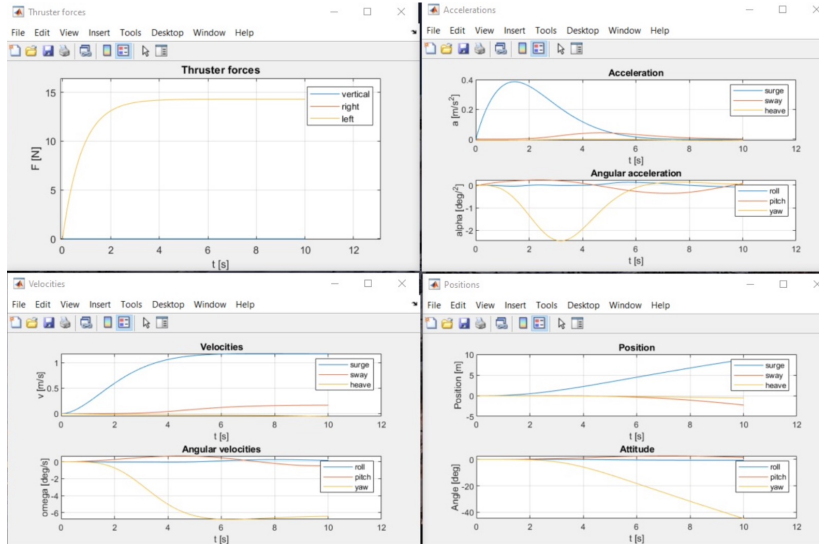 Thruster forces
File Edit View Insert Tools Desktop Window Help
Thruster forces
15
10
5
0
F [N]
vertical
right
left
0 2 4 6 8 10 12
t [s]
Accelerations
File Edit View Insert Tools Desktop Window Help
Acceleration
0.4
0.2
0
a [m/s²]
surge
sway
heave
0 2 4 6 8 10 12
t [s]
Angular acceleration
0
-1
-2
alpha [deg/²]
roll
pitch
yaw
0 2 4 6 8 10 12
t [s]
Velocities
File Edit View Insert Tools Desktop Window Help
Velocities
1
0.5
0
v [m/s]
surge
sway
heave
0 2 4 6 8 10 12
t [s]
Angular velocities
0
-2
-4
-6
omega [deg/s]
roll
pitch
yaw
0 2 4 6 8 10 12
t [s]
Positions
File Edit View Insert Tools Desktop Window Help
Position
10
5
0
-5
Position [m]
surge
sway
heave
0 2 4 6 8 10 12
t [s]
Attitude
0
-20
-40
Angle [deg]
roll
pitch
yaw
0 2 4 6 8 10 12
t [s]